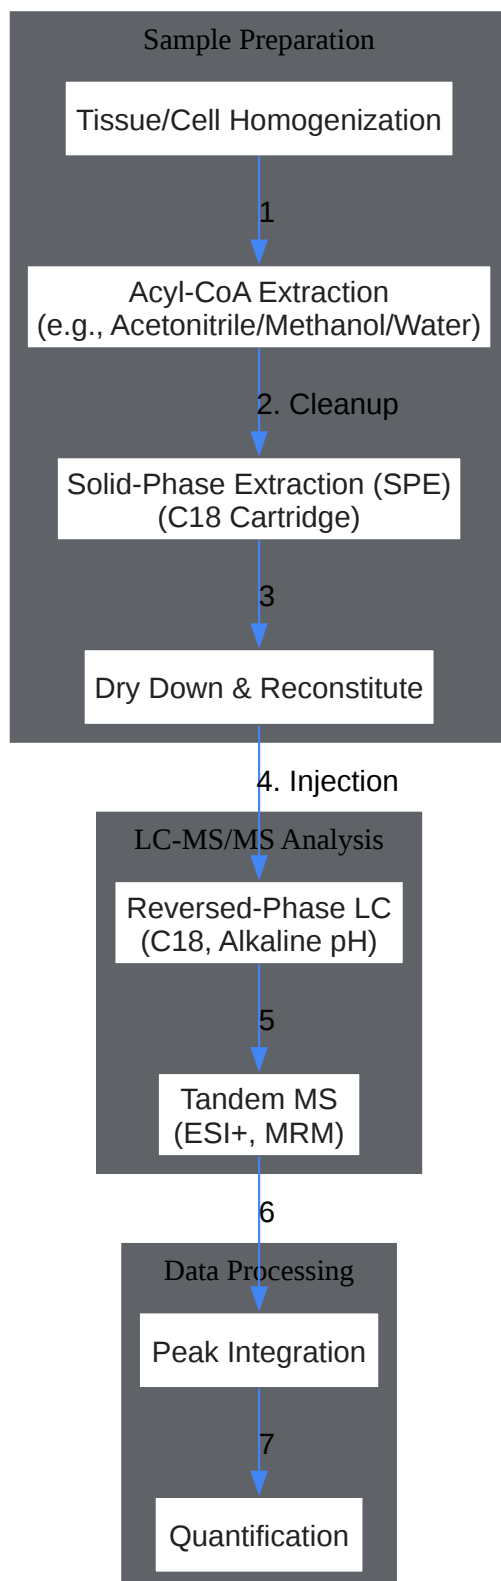 Sample Preparation
Tissue/Cell Homogenization
1
Acyl-CoA Extraction
(e.g., Acetonitrile/Methanol/Water)
2. Cleanup
Solid-Phase Extraction (SPE)
(C18 Cartridge)
3
Dry Down & Reconstitute
4. Injection
LC-MS/MS Analysis
Reversed-Phase LC
(C18, Alkaline pH)
5
Tandem MS
(ESI+, MRM)
6
Data Processing
Peak Integration
7
Quantification